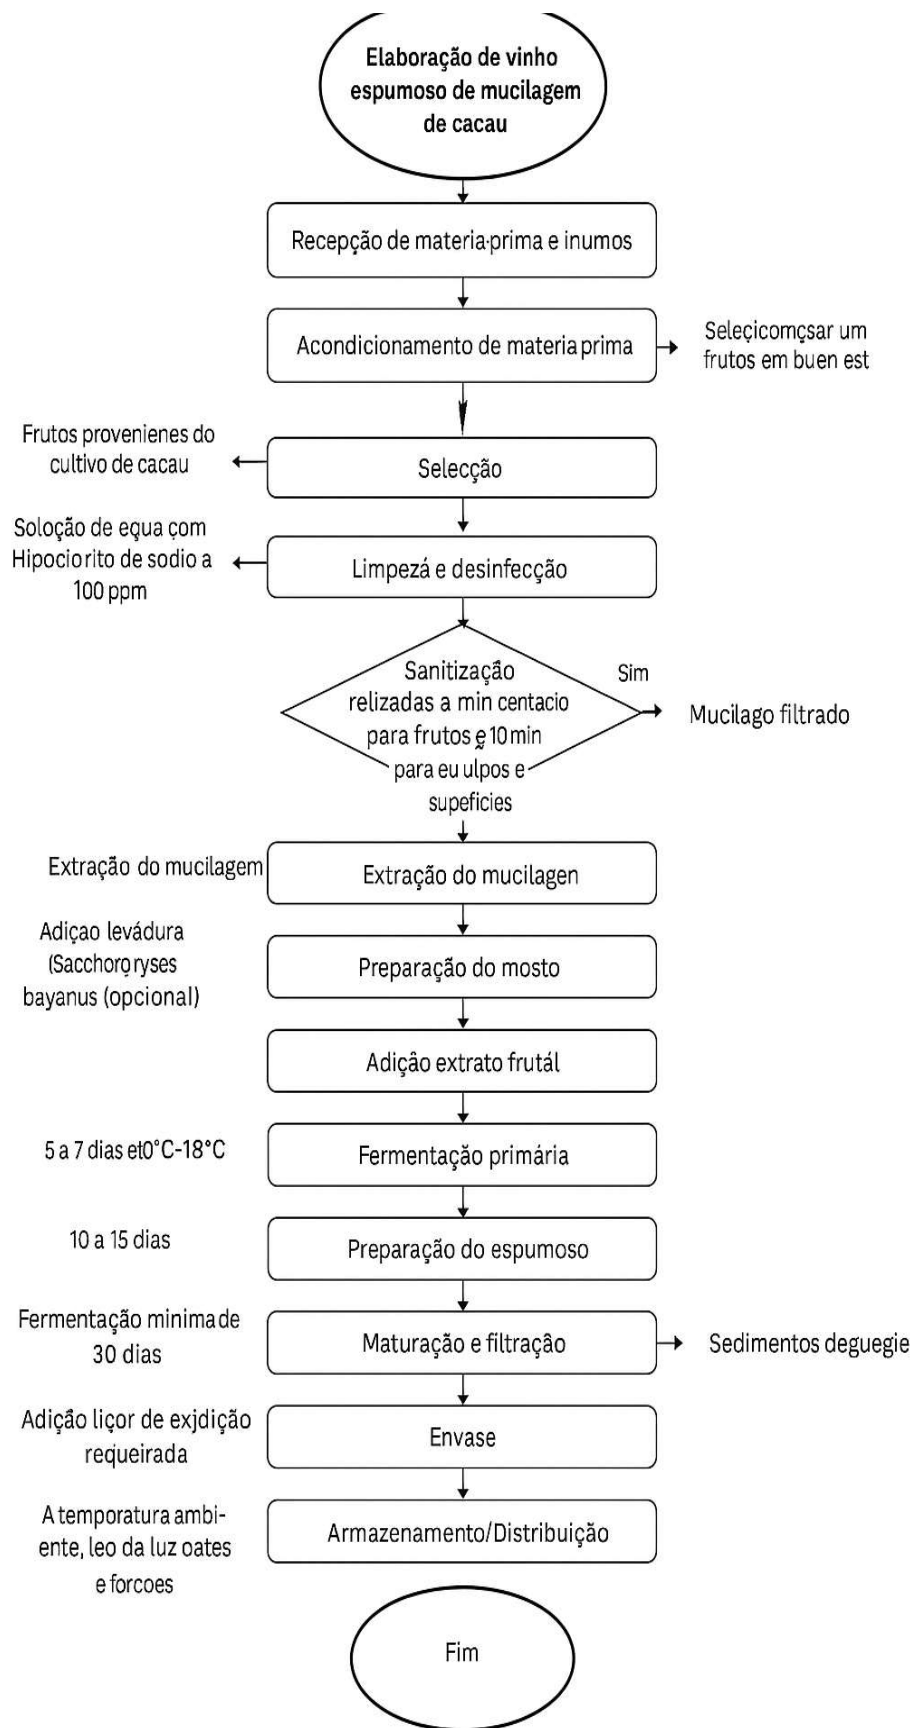 Elaboração de vinho
espumoso de mucilagem
de cacau
Recepção de materia·prima e inumos
Acondicionamento de materia prima
Seleçicomçsar um
frutos em buen est
Frutos provenienes do
cultivo de cacau
Selecção
Soloção de equa çom
Hipociorito de sodio a
100 ppm
Limpezá e desinfecção
Sanitização
relizadas a min centacio
para frutos e 10 min
para eu ulpos e
supeficies
Sim
Mucilago filtrado
Extração do mucilagem
Extração do mucilagen
Adiçao levádura
(Sacchorọryses
bayanus (opcional)
Preparação do mosto
Adição extrato frutál
5 a 7 dias et0°C-18°C
Fermentação primária
10 a 15 dias
Preparação do espumoso
Fermentação minima de
30 dias
Maturação e filtração
Sedimentos deguegie
Adição liçor de exjdição
requeirada
Envase
A temporatura ambi-
ente, leo da luz oates
e forcoes
Armazenamento/Distribuição
Fim